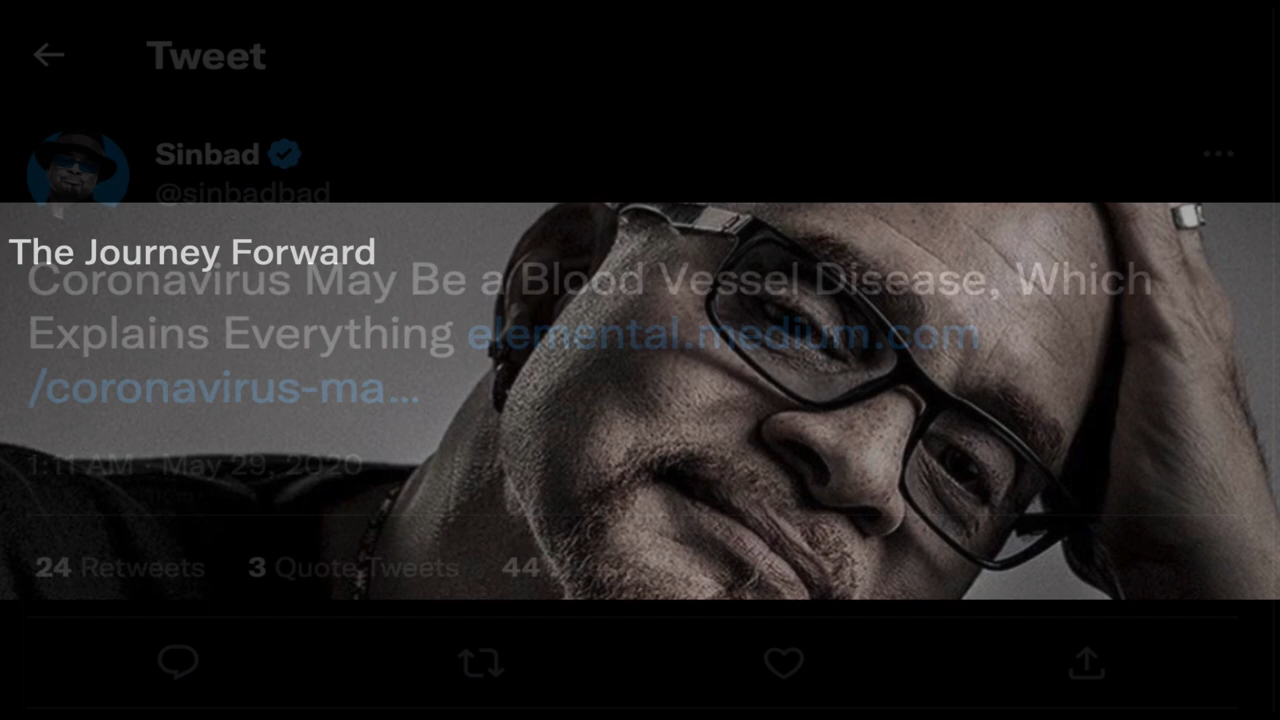 Tweet
Sinbad
@sinbadbad
The Journey Forward
Coronavirus May Be a Blood Vessel Disease, Which
Explains Everything elemental.medium.com
/coronavirus-ma...
1:11 AM · May 29, 2020
24 Retweets 3 Quote Tweets 44